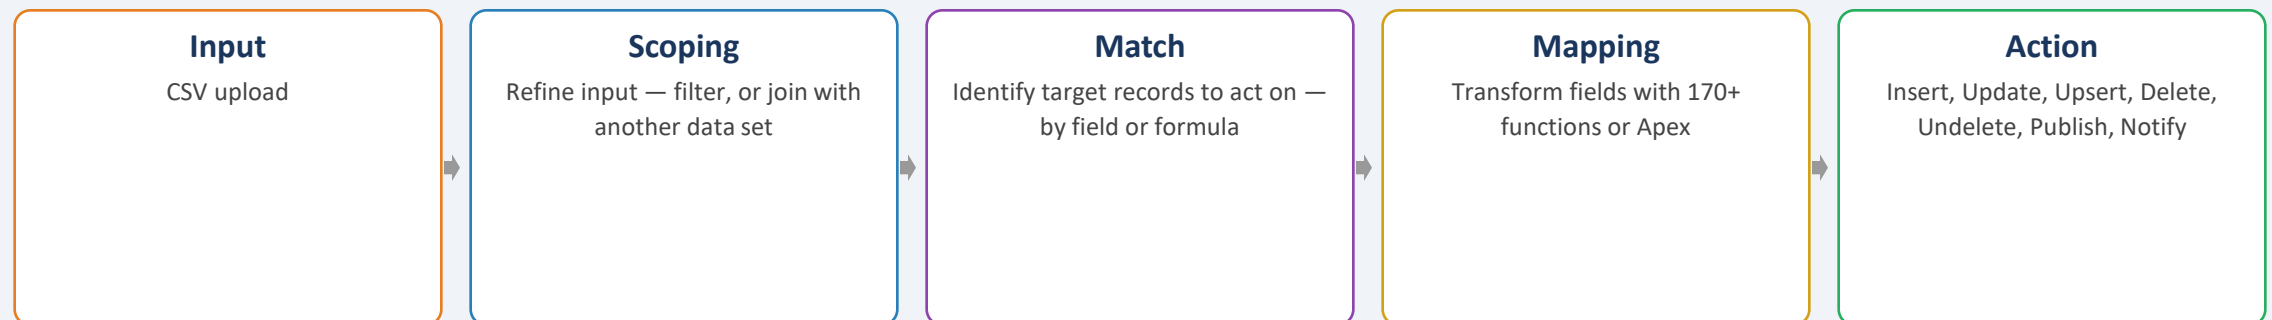 Input
CSV upload
Scoping
Refine input — filter, or join with
another data set
Match
Identify target records to act on —
by field or formula
Mapping
Transform fields with 170+
functions or Apex
Action
Insert, Update, Upsert, Delete,
Undelete, Publish, Notify